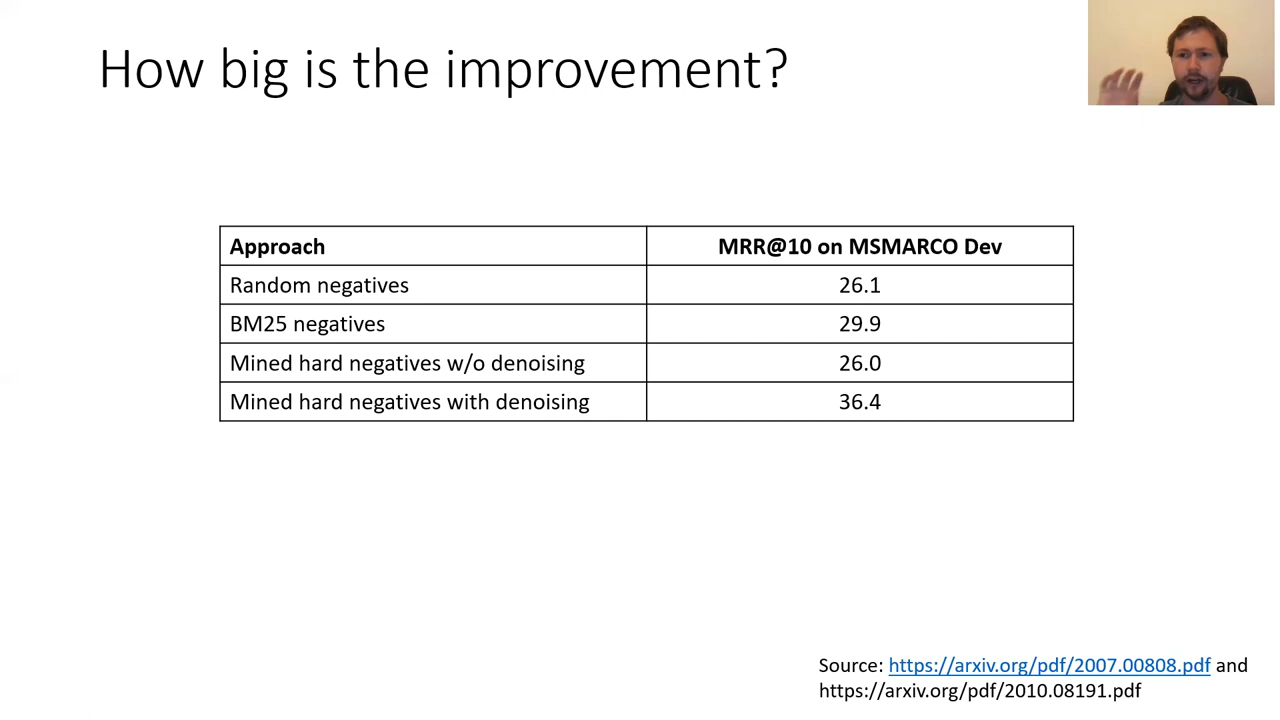 How big is the improvement?
Approach MRR@10 on MSMARCO Dev
Random negatives 26.1
BM25 negatives 29.9
Mined hard negatives w/o denoising 26.0
Mined hard negatives with denoising 36.4
Source: https://arxiv.org/pdf/2007.00808.pdf and
https://arxiv.org/pdf/2010.08191.pdf